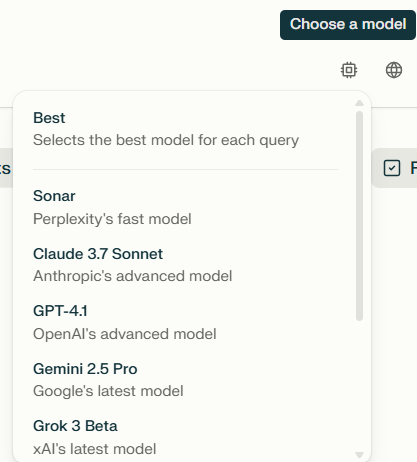 Choose a model
Best
Selects the best model for each query
Sonar
Perplexity's fast model
Claude 3.7 Sonnet
Anthropic's advanced model
GPT-4.1
OpenAI's advanced model
Gemini 2.5 Pro
Google's latest model
Grok 3 Beta
xAI's latest model